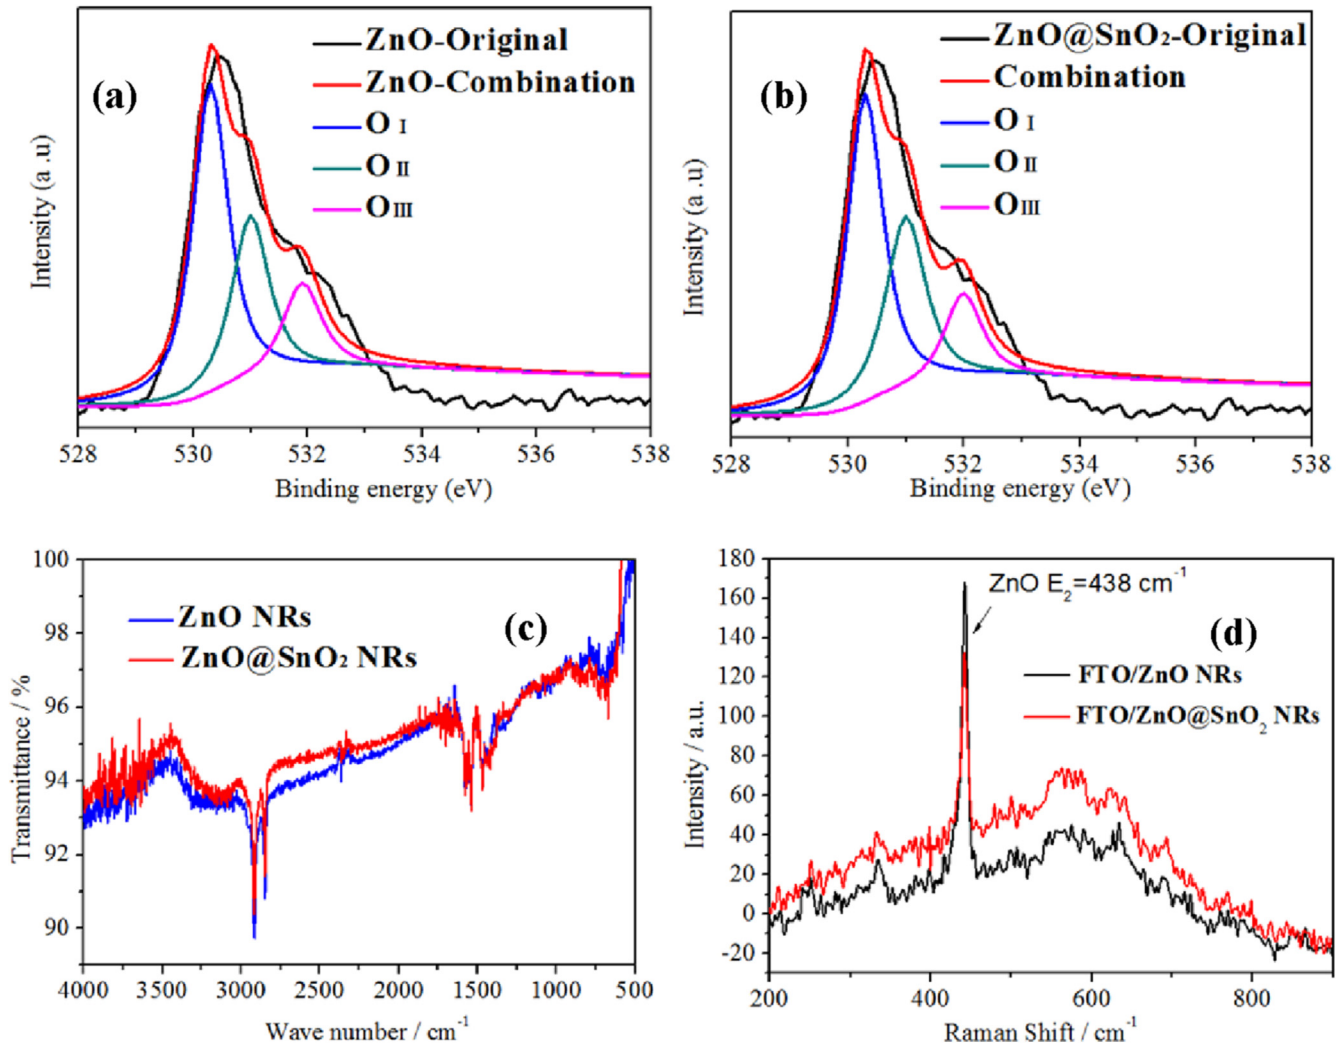 (a)
ZnO-Original
ZnO-Combination
O I
O II
O III
Intensity (a .u)
528 530 532 534 536 538
Binding energy (eV)
(b)
ZnO@SnO2-Original
Combination
O I
O II
O III
Intensity (a .u)
528 530 532 534 536 538
Binding energy (eV)
100
98
96
94
92
90
Transmittance / %
ZnO NRs
ZnO@SnO2 NRs
(c)
4000 3500 3000 2500 2000 1500 1000 500
Wave number / cm-1
180
160
140
120
100
80
60
40
20
0
-20
Intensity / a.u.
ZnO E2=438 cm-1
(d)
FTO/ZnO NRs
FTO/ZnO@SnO2 NRs
200 400 600 800
Raman Shift / cm-1